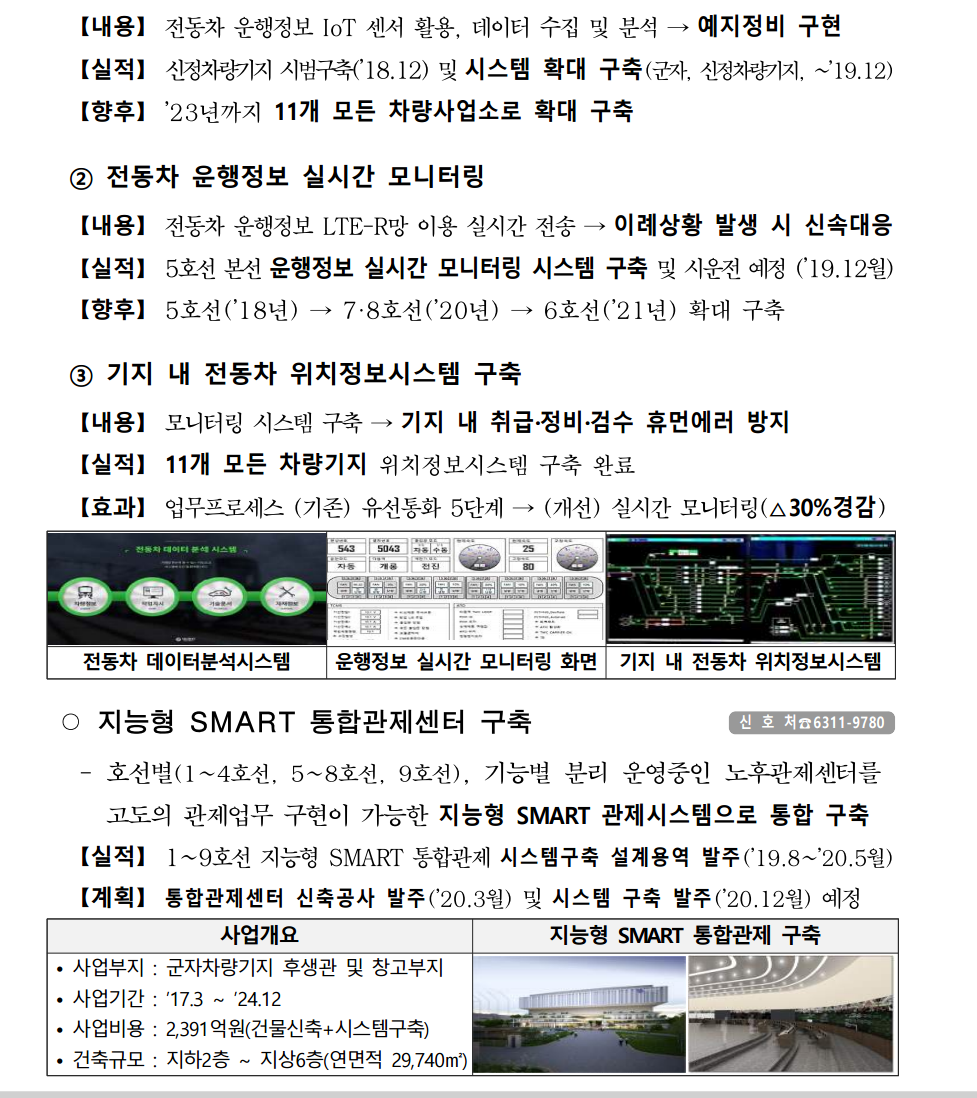 【내용】 전동차 운행정보 IoT 센서 활용, 데이터 수집 및 분석 → 예지정비 구현
【실적】 신정차량기지 시범구축('18.12) 및 시스템 확대 구축(군자, 신정차량기지, ~'19.12)
【향후】 '23년까지 11개 모든 차량사업소로 확대 구축
② 전동차 운행정보 실시간 모니터링
【내용】 전동차 운행정보 LTE-R망 이용 실시간 전송 → 이례상황 발생 시 신속대응
【실적】 5호선 본선 운행정보 실시간 모니터링 시스템 구축 및 시운전 예정 ('19.12월)
【향후】 5호선('18년) → 7·8호선('20년) → 6호선('21년) 확대 구축
③ 기지 내 전동차 위치정보시스템 구축
【내용】 모니터링 시스템 구축 → 기지 내 취급·정비·검수 휴먼에러 방지
【실적】 11개 모든 차량기지 위치정보시스템 구축 완료
【효과】 업무프로세스 (기존) 유선통화 5단계 → (개선) 실시간 모니터링(△30%경감)
전동차 데이터 분석 시스템
차량정보 작업지시 기술문서 자재정보
543 5043 자동 수동 25
자동 개용 전진 80
전동차 데이터분석시스템
운행정보 실시간 모니터링 화면
기지 내 전동차 위치정보시스템
○ 지능형 SMART 통합관제센터 구축
신 호 처☎6311-9780
- 호선별(1~4호선, 5~8호선, 9호선), 기능별 분리 운영중인 노후관제센터를
고도의 관제업무 구현이 가능한 지능형 SMART 관제시스템으로 통합 구축
【실적】 1~9호선 지능형 SMART 통합관제 시스템구축 설계용역 발주('19.8~'20.5월)
【계획】 통합관제센터 신축공사 발주('20.3월) 및 시스템 구축 발주('20.12월) 예정
사업개요
지능형 SMART 통합관제 구축
• 사업부지 : 군자차량기지 후생관 및 창고부지
• 사업기간 : '17.3 ~ '24.12
• 사업비용 : 2,391억원(건물신축+시스템구축)
• 건축규모 : 지하2층 ~ 지상6층(연면적 29,740㎡)